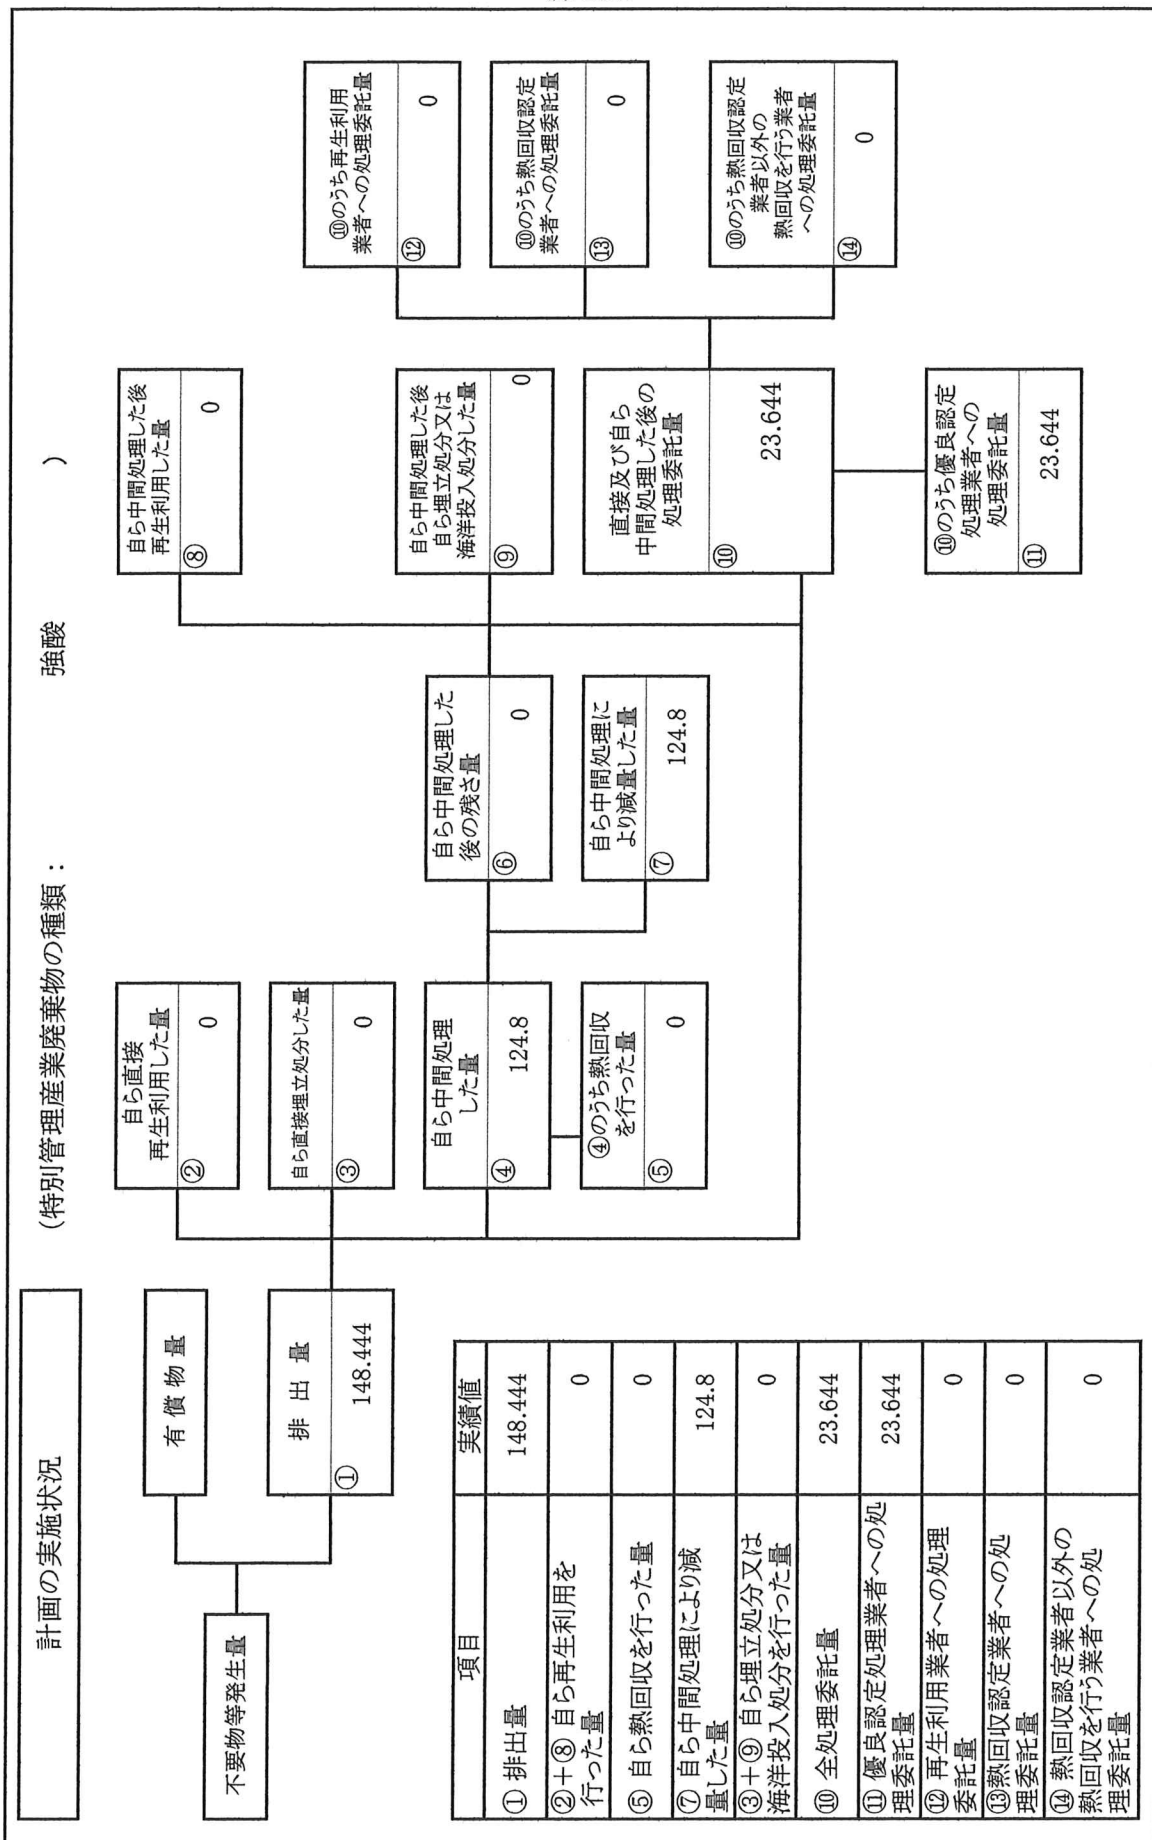 計画の実施状況
(特別管理産業廃棄物の種類：
強酸
)
不要物等発生量
有 償 物 量
排 出 量
①
148.444
自ら直接
再生利用した量
②
0
自ら直接埋立処分した量
③
0
自ら中間処理
した量
④
124.8
④のうち熱回収
を行った量
⑤
0
自ら中間処理した
後の残さ量
⑥
0
自ら中間処理に
より減量した量
⑦
124.8
自ら中間処理した後
再生利用した量
⑧
0
自ら中間処理した後
自ら埋立処分又は
海洋投入処分した量
⑨
0
直接及び自ら
中間処理した後の
処理委託量
⑩
23.644
⑩のうち優良認定
処理業者への
処理委託量
⑪
23.644
⑩のうち再生利用
業者への処理委託量
⑫
0
⑩のうち熱回収認定
業者への処理委託量
⑬
0
⑩のうち熱回収認定
業者以外の
熱回収を行う業者
への処理委託量
⑭
0
項目
実績値
① 排出量
148.444
②＋⑧ 自ら再生利用を
行った量
0
⑤ 自ら熱回収を行った量
0
⑦ 自ら中間処理により減
量した量
124.8
③＋⑨ 自ら埋立処分又は
海洋投入処分を行った量
0
⑩ 全処理委託量
23.644
⑪ 優良認定処理業者への処
理委託量
23.644
⑫ 再生利用業者への処理
委託量
0
⑬熱回収認定業者への処
理委託量
0
⑭ 熱回収認定業者以外の
熱回収を行う業者への処
理委託量
0